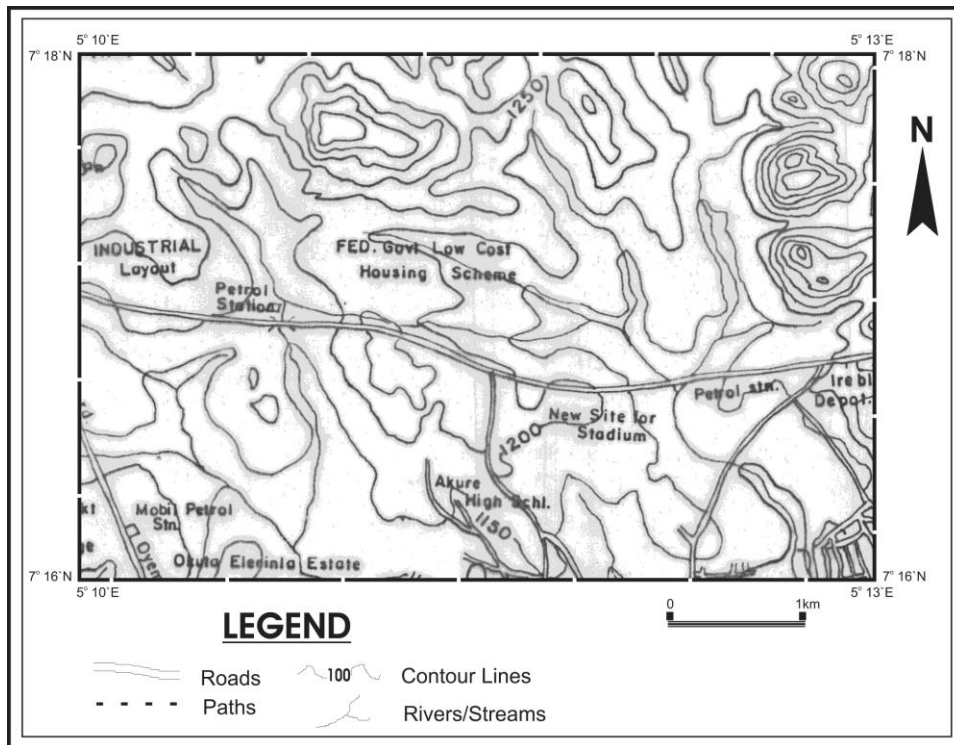 5° 10`E
5° 13`E
7° 18`N
7° 18`N
1250
N
INDUSTRIAL
Layout
FED. Govt Low Cost
Housing Scheme
Petrol
Station
Petrol stn.
Depot.
New Site for
Stadium
1200
Akure
High Schl.
1150
Mobil Petrol
Stn.
Okuta Elerinla Estate
7° 16`N
7° 16`N
5° 10`E
5° 13`E
0 1km
LEGEND
Roads
100
Contour Lines
Paths
Rivers/Streams